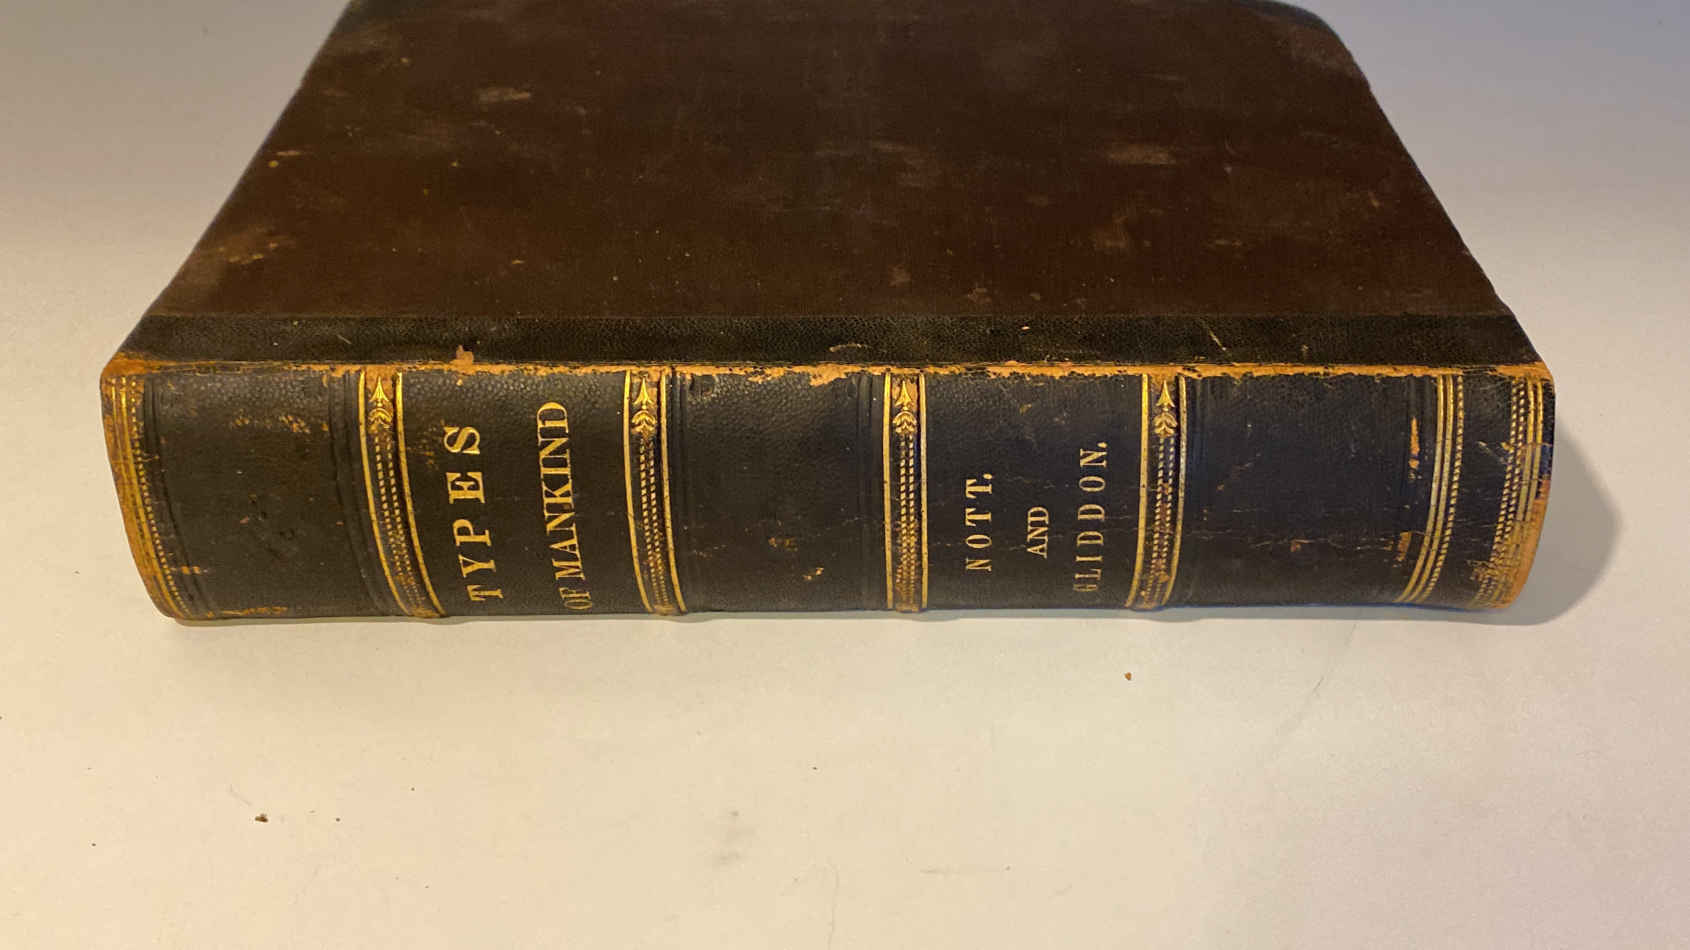 TYPES
OF MANKIND
NOTT.
AND
GLIDDON.